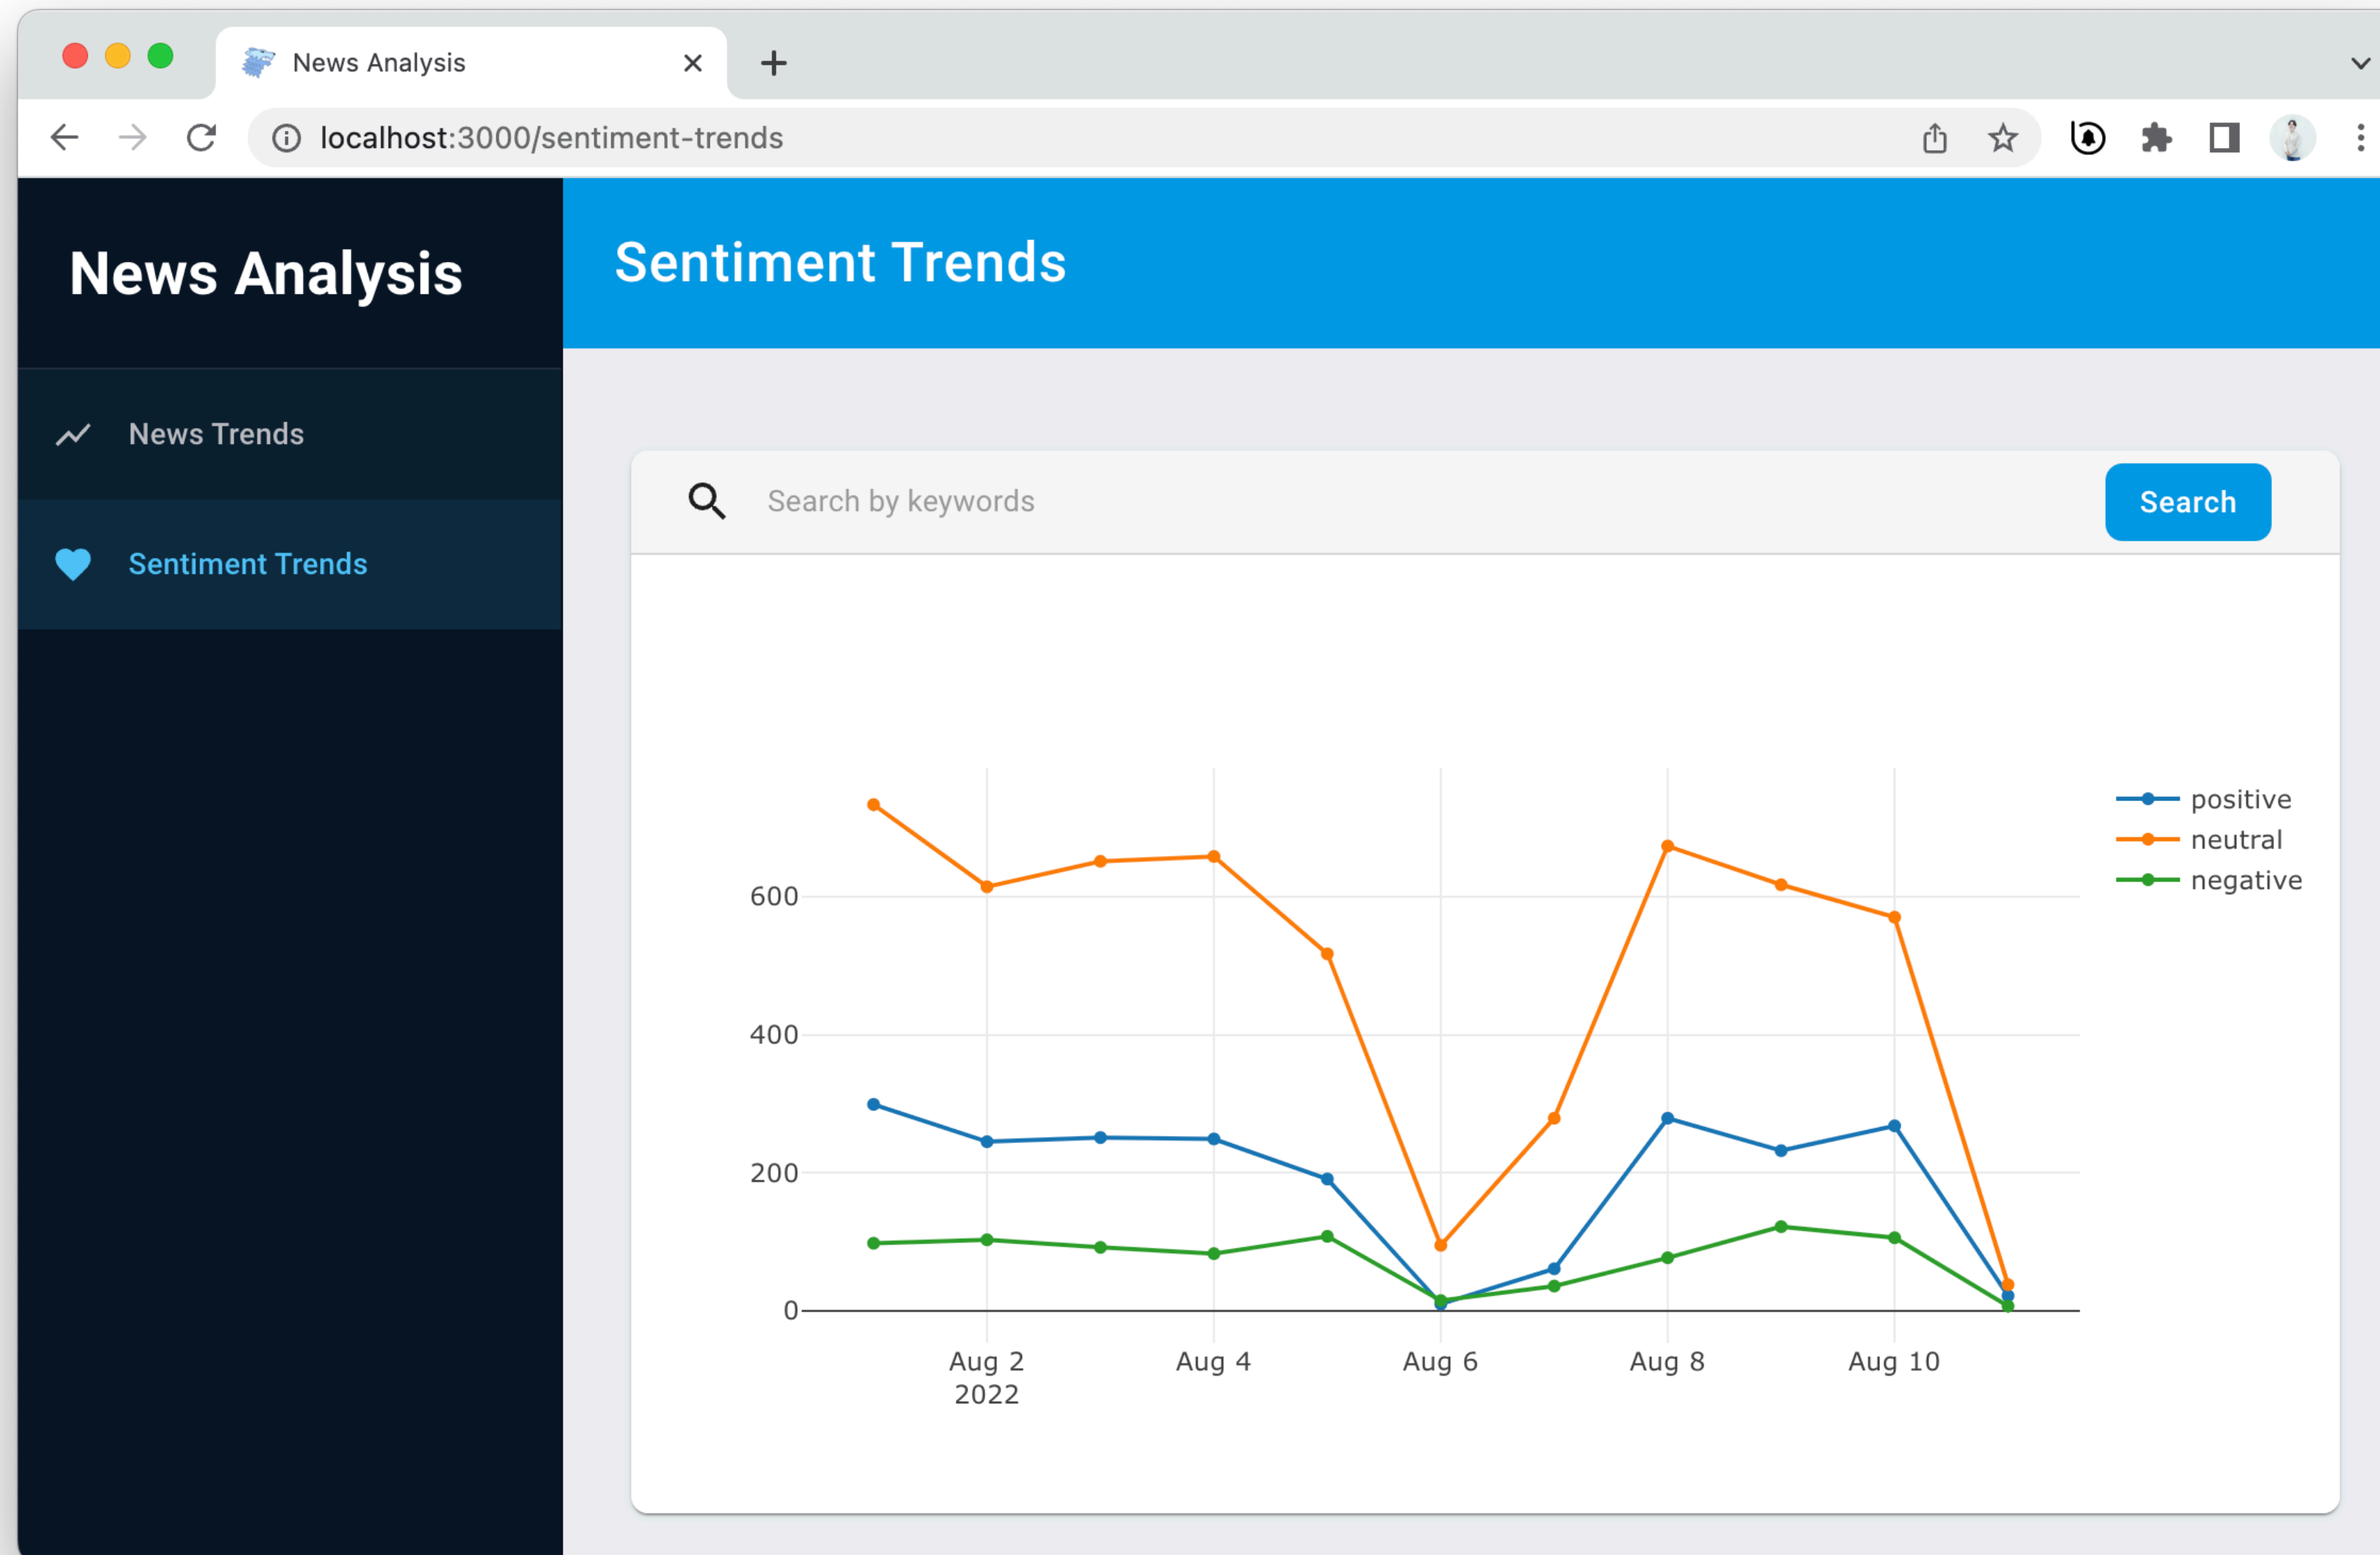 News Analysis
localhost:3000/sentiment-trends
News Analysis
Sentiment Trends
News Trends
Sentiment Trends
Search by keywords
Search
positive
neutral
negative
600
400
200
0
Aug 2
2022
Aug 4
Aug 6
Aug 8
Aug 10